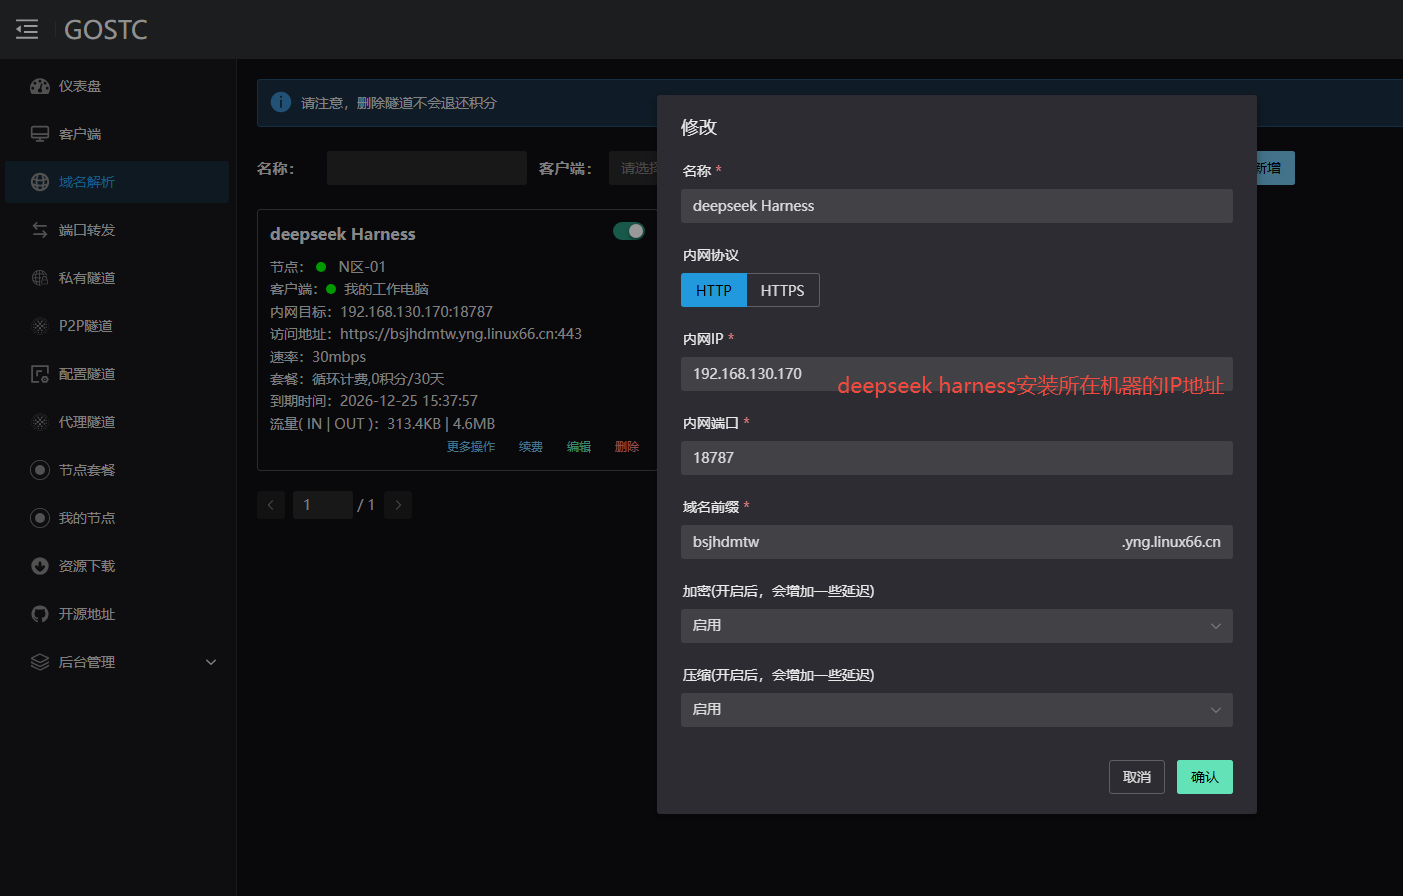 GOSTC
仪表盘
客户端
域名解析
端口转发
私有隧道
P2P隧道
配置隧道
代理隧道
节点套餐
我的节点
资源下载
开源地址
后台管理
请注意，删除隧道不会退还积分
名称：
客户端：
请选择
新增
deepseek Harness
节点： N区-01
客户端： 我的工作电脑
内网目标：192.168.130.170:18787
访问地址：https://bsjhdmtw.yng.linux66.cn:443
速率：30mbps
套餐：循环计费,0积分/30天
到期时间：2026-12-25 15:37:57
流量( IN | OUT )：313.4KB | 4.6MB
更多操作 续费 编辑 删除
1 / 1
修改
名称 *
deepseek Harness
内网协议
HTTP HTTPS
内网IP *
192.168.130.170
deepseek harness安装所在机器的IP地址
内网端口 *
18787
域名前缀 *
bsjhdmtw .yng.linux66.cn
加密(开启后，会增加一些延迟)
启用
压缩(开启后，会增加一些延迟)
启用
取消 确认